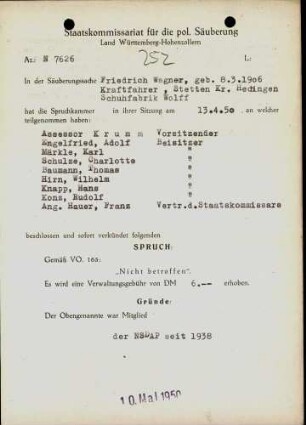 Staatskommissariat für die pol. Säuberung
Land Württemberg-Hohenzollern
Az.: N 7626
252
L:
In der Säuberungssache Friedrich Wagner, geb. 8.3.1906
Kraftfahrer, Stetten Kr. Hechingen
Schuhfabrik Wolff
hat die Spruchkammer in ihrer Sitzung am 13.4.50, an welcher
teilgenommen haben:
Assessor K r u m m Vorsitzender
Engelfried, Adolf Beisitzer
Märkle, Karl "
Schulze, Charlotte "
Baumann, Thomas "
Hirn, Wilhelm "
Knapp, Hans "
Kons, Rudolf "
Ang. Hauer, Franz Vertr.d.Staatskommissars
beschlossen und sofort verkündet folgenden
SPRUCH:
Gemäß VO. 162:
„Nicht betroffen".
Es wird eine Verwaltungsgebühr von DM 6.-- erhoben.
Gründe:
Der Obengenannte war Mitglied
der NSDAP seit 1938
10. Mai 1950